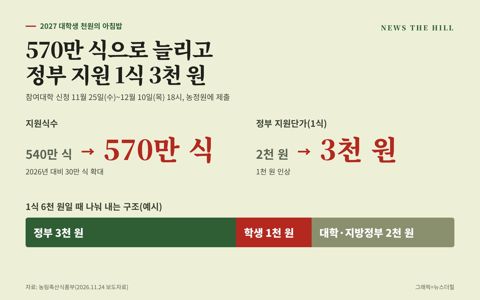 2027 대학생 천원의 아침밥
NEWS THE HILL
570만 식으로 늘리고
정부 지원 1식 3천 원
참여대학 신청 11월 25일(수)~12월 10일(목) 18시, 농정원에 제출
지원식수
540만 식 → 570만 식
2026년 대비 30만 식 확대
정부 지원단가(1식)
2천 원 → 3천 원
1천 원 인상
1식 6천 원일 때 나눠 내는 구조(예시)
정부 3천 원
학생 1천 원
대학·지방정부 2천 원
자료: 농림축산식품부(2026.11.24 보도자료)
그래픽=뉴스더힐